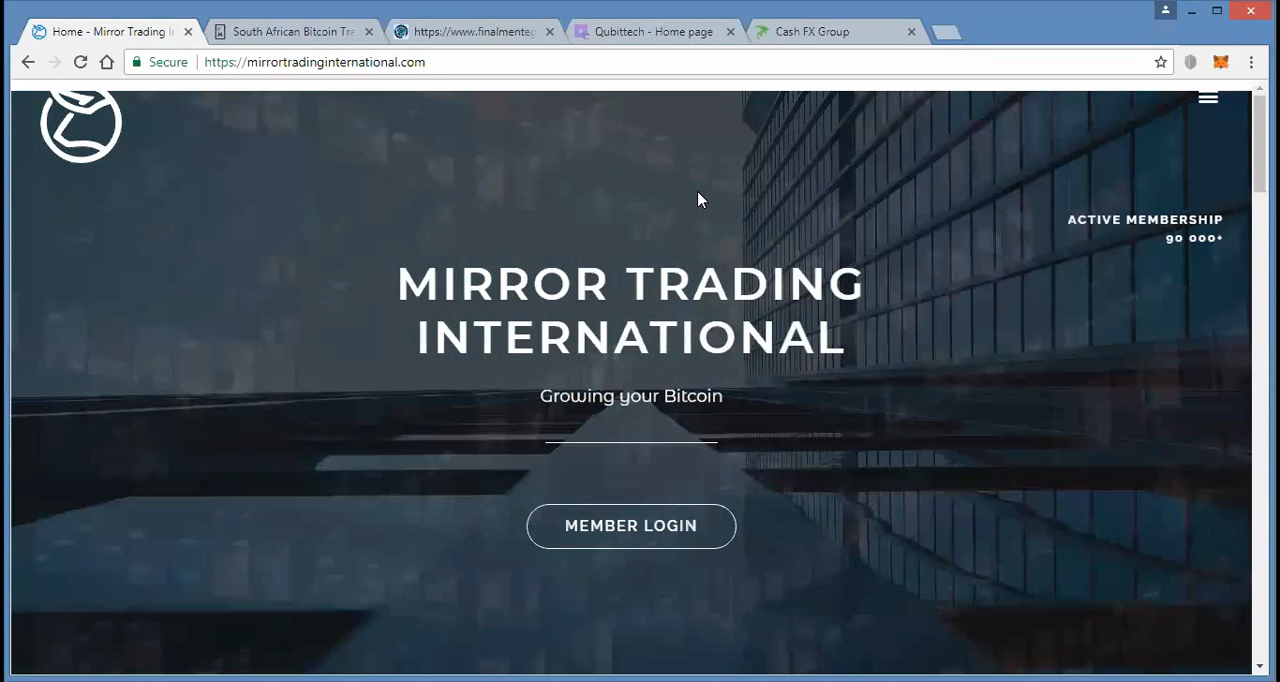 Home - Mirror Trading I
South African Bitcoin Tra
https://www.finalmenteg
Qubittech - Home page
Cash FX Group
Secure
https://mirrortradinginternational.com
ACTIVE MEMBERSHIP
90 000+
MIRROR TRADING
INTERNATIONAL
Growing your Bitcoin
MEMBER LOGIN